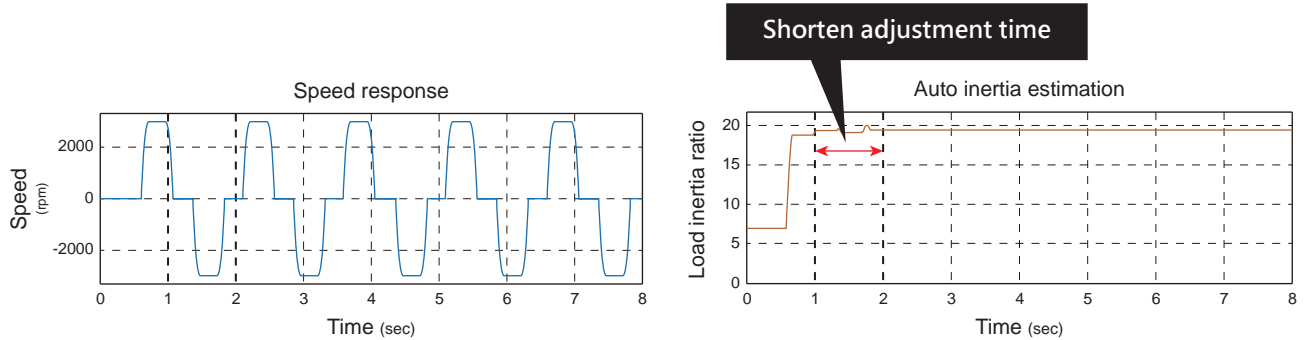 Shorten adjustment time
Speed response
2000
0
-2000
Speed
(rpm)
0 1 2 3 4 5 6 7 8
Time (sec)
Auto inertia estimation
20
15
10
5
0
Load inertia ratio
0 1 2 3 4 5 6 7 8
Time (sec)